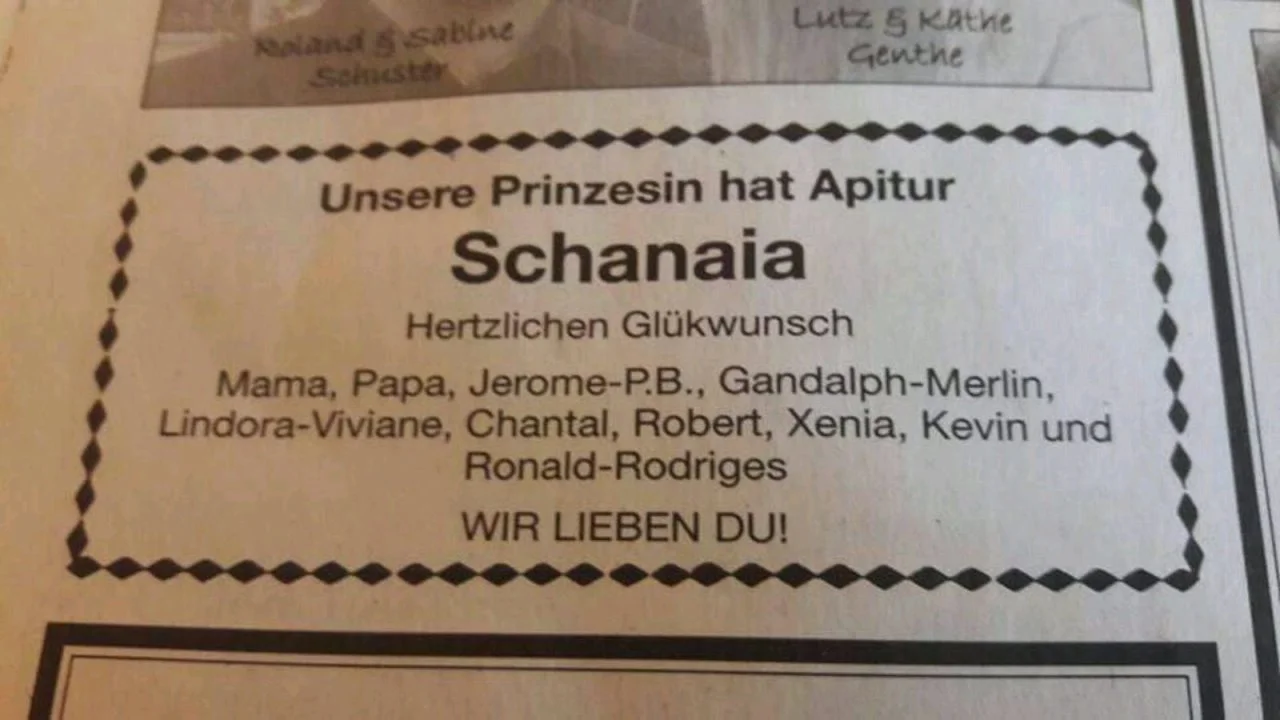 Roland & Sabine
Schuster
Lutz & Käthe
Genthe
Unsere Prinzesin hat Apitur
Schanaia
Hertzlichen Glükwunsch
Mama, Papa, Jerome-P.B., Gandalph-Merlin,
Lindora-Viviane, Chantal, Robert, Xenia, Kevin und
Ronald-Rodriges
WIR LIEBEN DU!